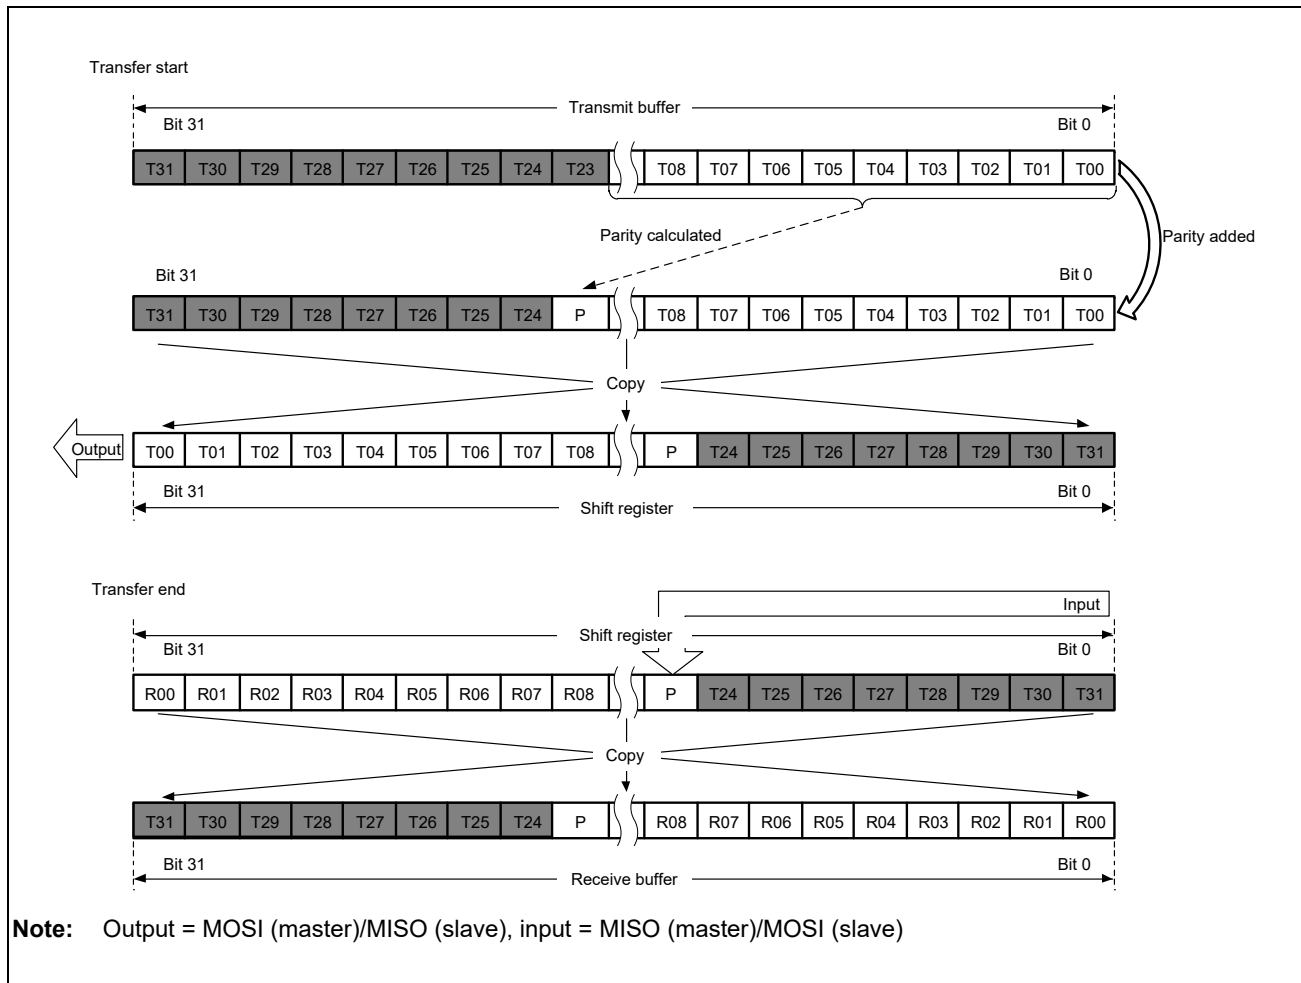 Transfer start
Transmit buffer
Bit 31 Bit 0
T31 T30 T29 T28 T27 T26 T25 T24 T23 T08 T07 T06 T05 T04 T03 T02 T01 T00
Parity calculated Parity added
Bit 31 Bit 0
T31 T30 T29 T28 T27 T26 T25 T24 P T08 T07 T06 T05 T04 T03 T02 T01 T00
Copy
Output T00 T01 T02 T03 T04 T05 T06 T07 T08 P T24 T25 T26 T27 T28 T29 T30 T31
Bit 31 Bit 0
Shift register
Transfer end
Input
Shift register
Bit 31 Bit 0
R00 R01 R02 R03 R04 R05 R06 R07 R08 P T24 T25 T26 T27 T28 T29 T30 T31
Copy
T31 T30 T29 T28 T27 T26 T25 T24 P R08 R07 R06 R05 R04 R03 R02 R01 R00
Bit 31 Bit 0
Receive buffer
Note: Output = MOSI (master)/MISO (slave), input = MISO (master)/MOSI (slave)